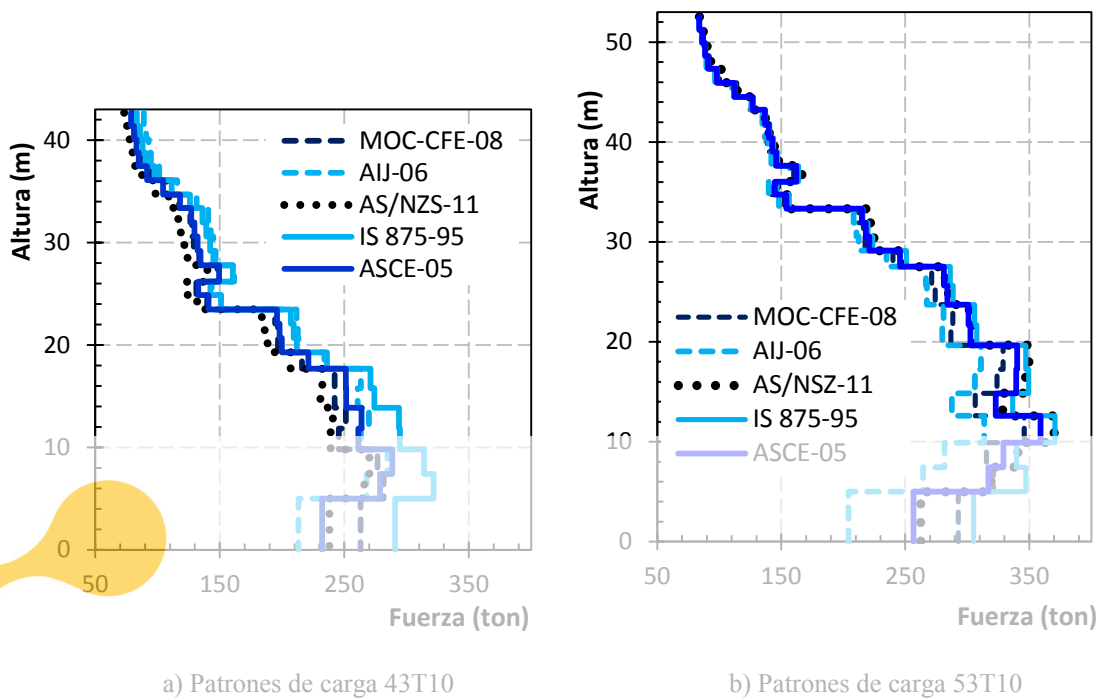 Altura (m)
40
30
20
10
0
MOC-CFE-08
AIJ-06
AS/NZS-11
IS 875-95
ASCE-05
50
150
250
350
Fuerza (ton)
a) Patrones de carga 43T10
Altura (m)
50
40
30
20
10
0
MOC-CFE-08
AIJ-06
AS/NSZ-11
IS 875-95
ASCE-05
50
150
250
350
Fuerza (ton)
b) Patrones de carga 53T10